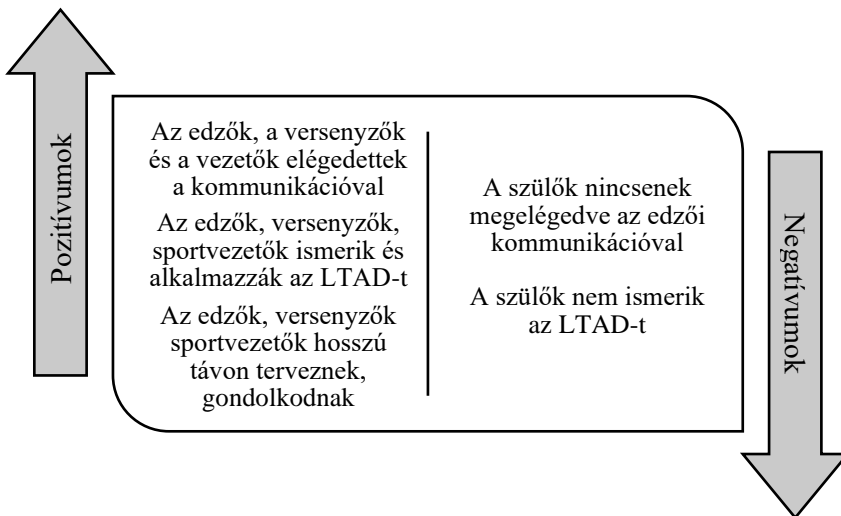 Pozitívumok
Az edzők, a versenyzők
és a vezetők elégedettek
a kommunikációval
Az edzők, versenyzők,
sportvezetők ismerik és
alkalmazzák az LTAD-t
Az edzők, versenyzők
sportvezetők hosszú
távon terveznek,
gondolkodnak
A szülők nincsenek
megelégedve az edzői
kommunikációval
A szülők nem ismerik
az LTAD-t
Negatívumok